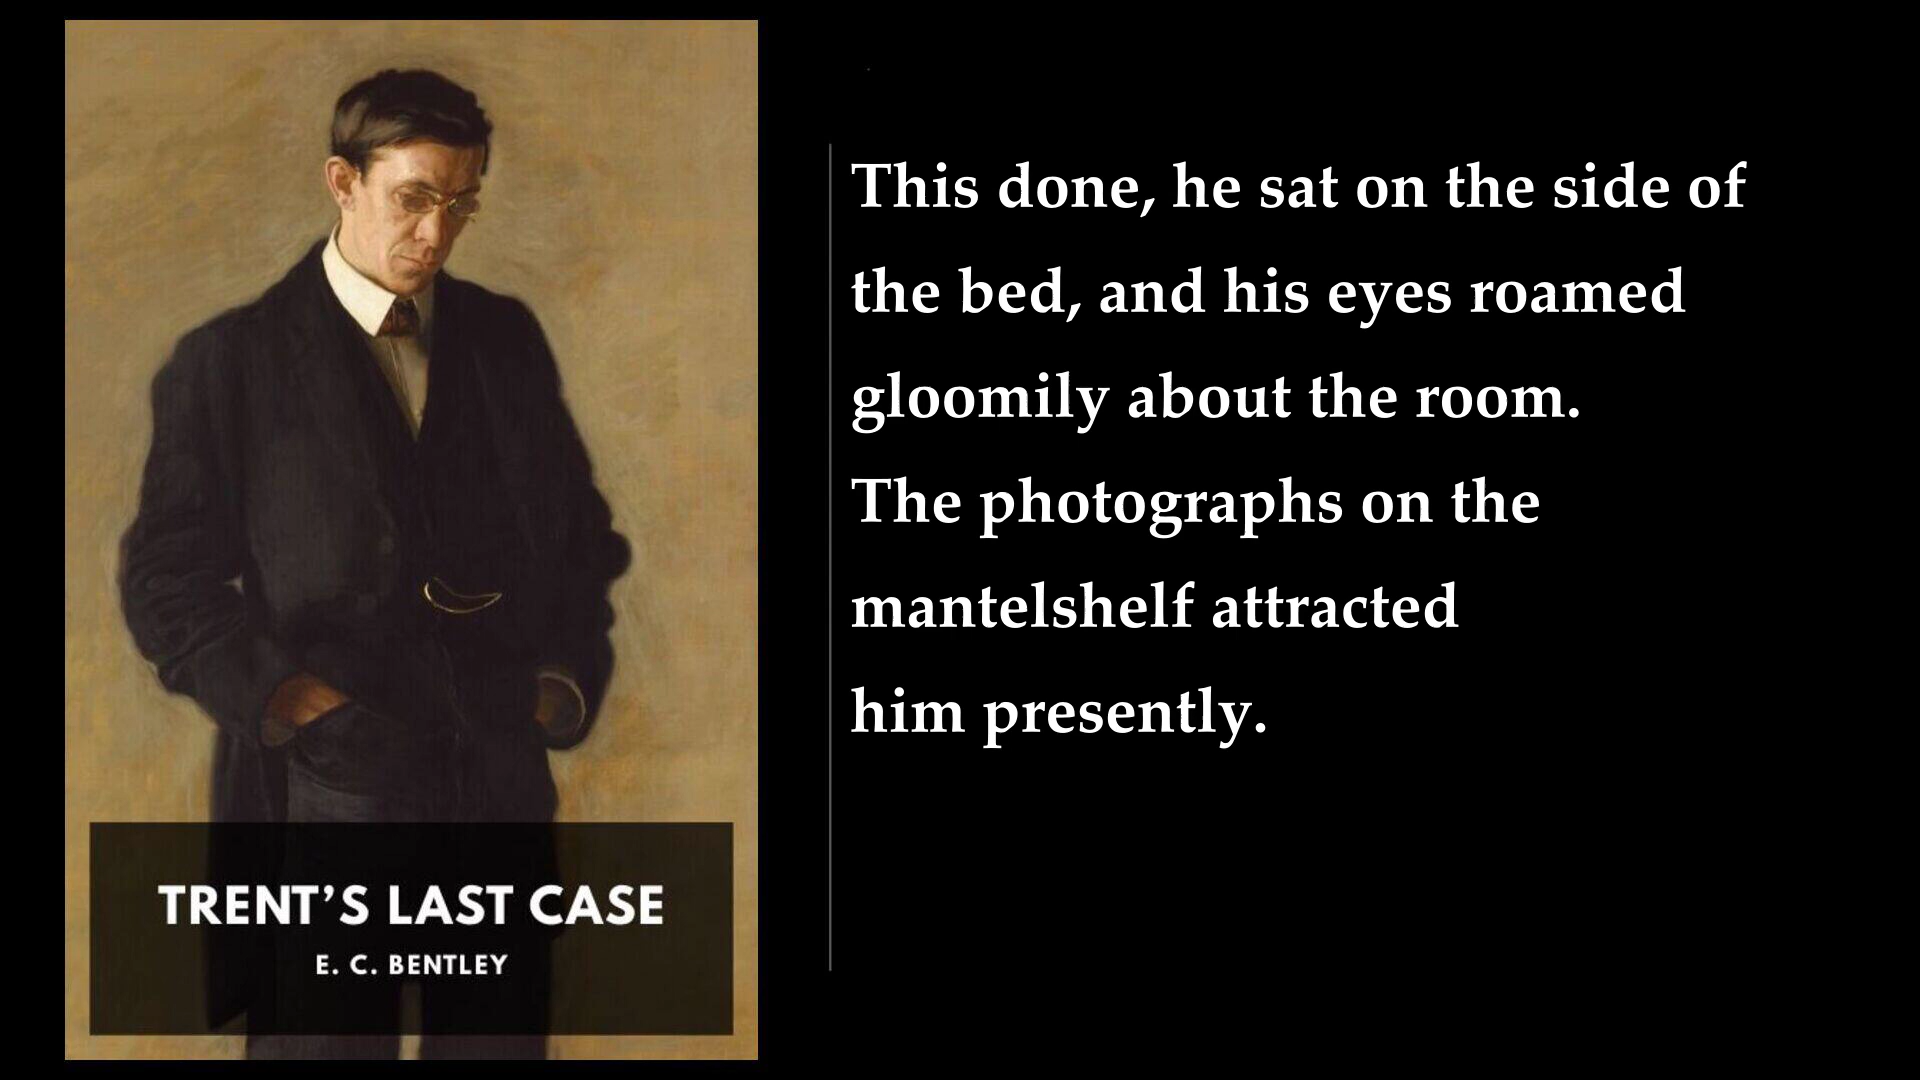 TRENT’S LAST CASE
E. C. BENTLEY
This done, he sat on the side of
the bed, and his eyes roamed
gloomily about the room.
The photographs on the
mantelshelf attracted
him presently.